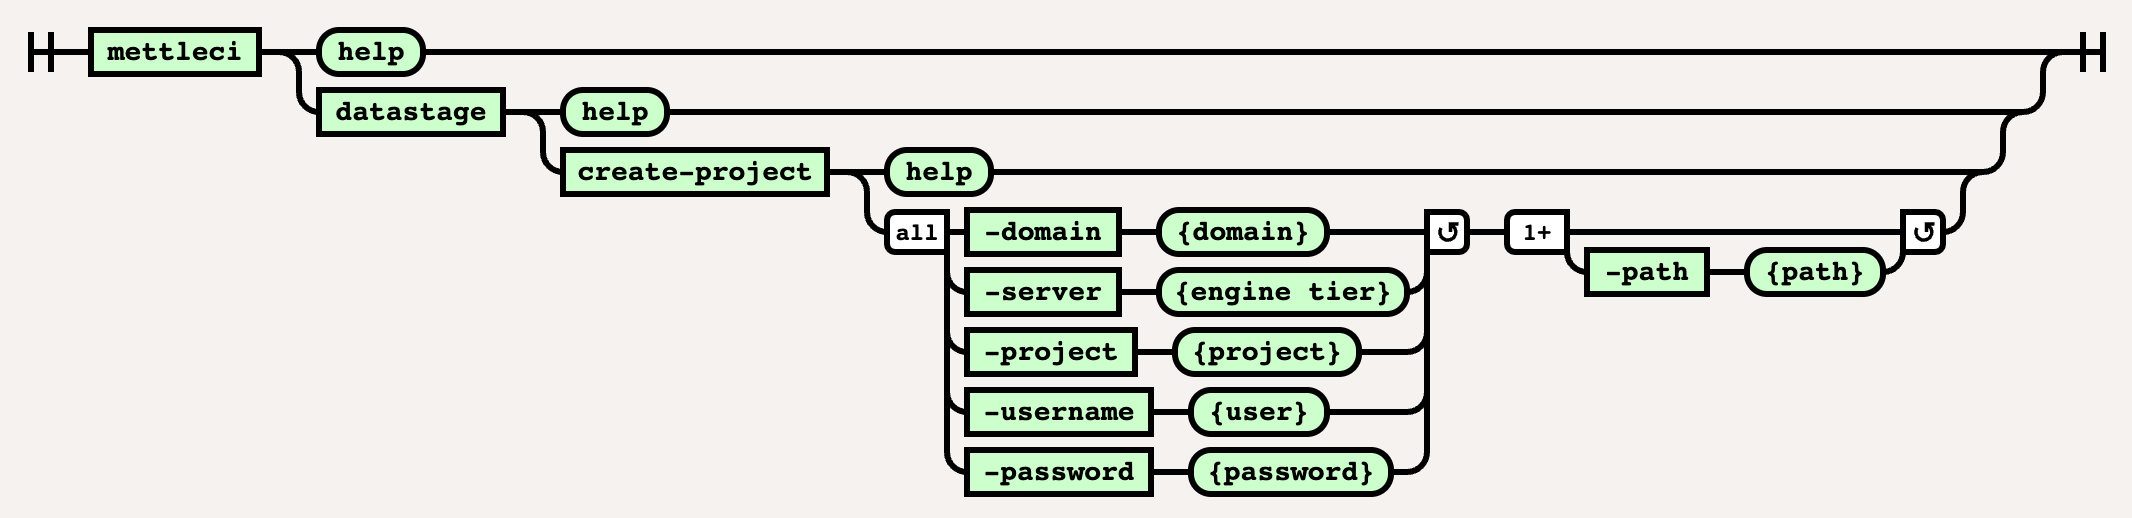 mettleci help
datastage help
create-project help
all -domain {domain} ↺ 1+ ↺
-path {path}
-server {engine tier}
-project {project}
-username {user}
-password {password}